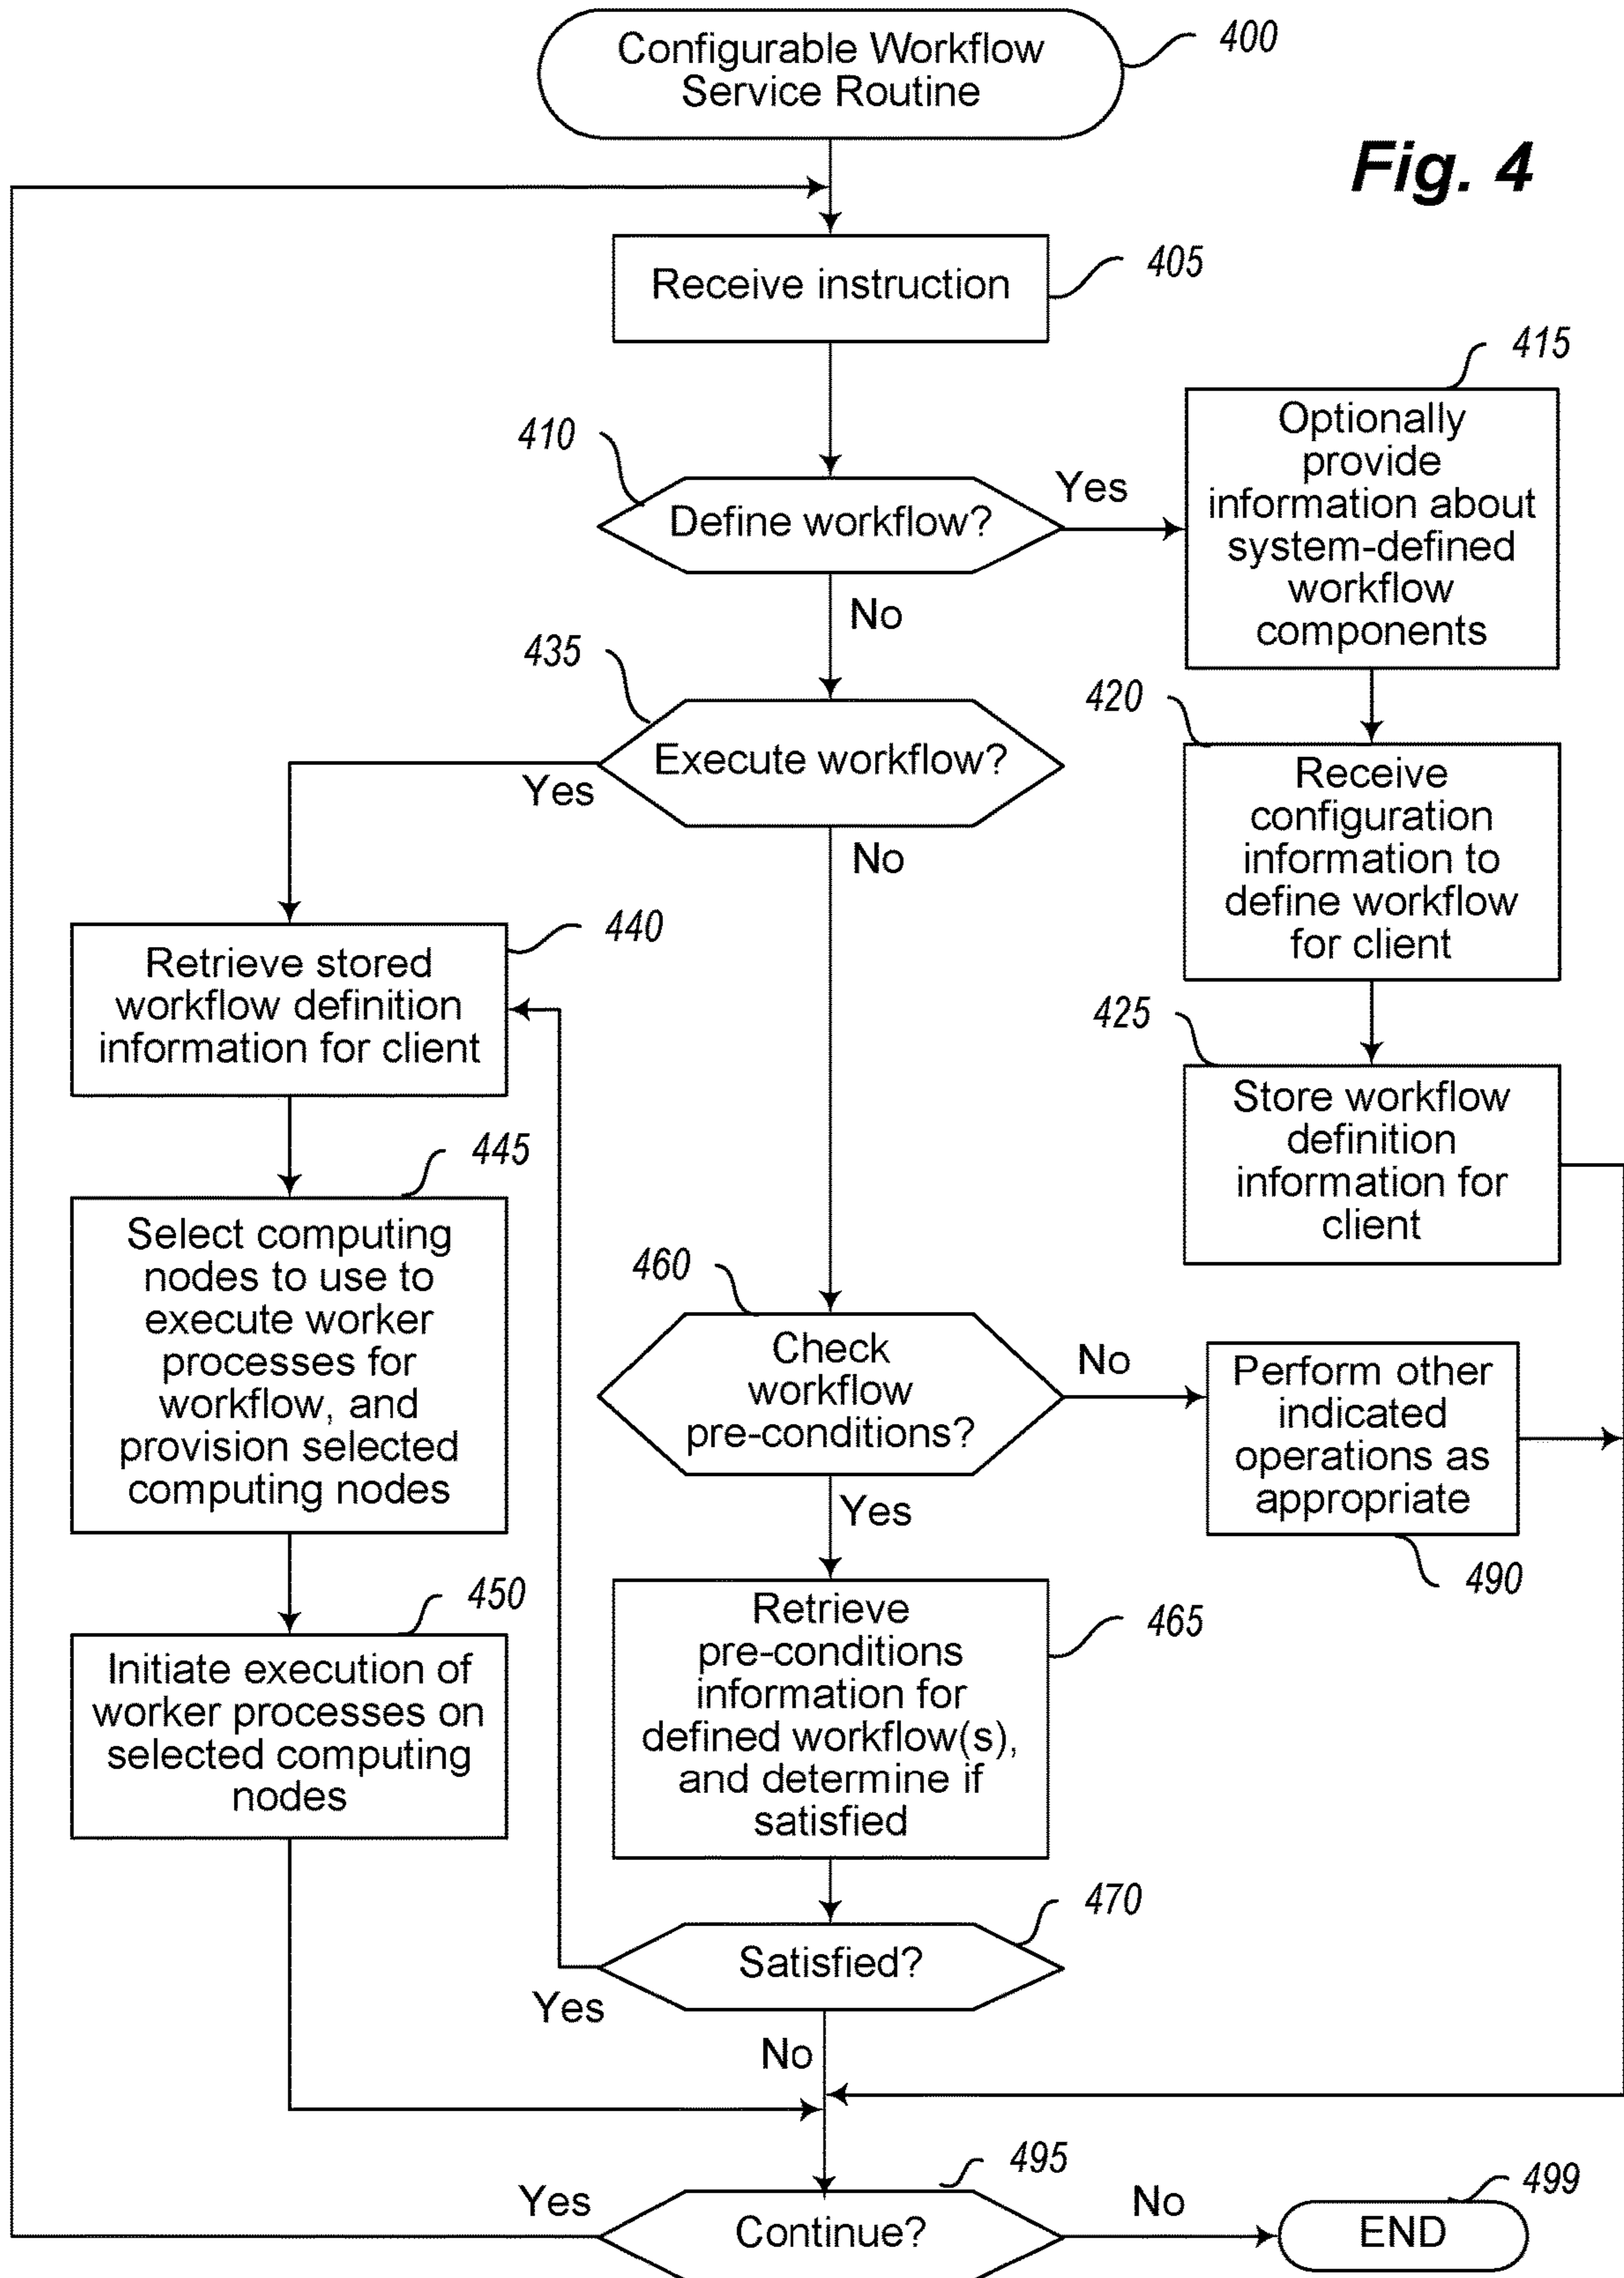 Configurable Workflow
Service Routine
400
Fig. 4
Receive instruction
405
415
Optionally
provide
information about
system-defined
workflow
components
410
Define workflow?
Yes
No
435
Execute workflow?
Yes
No
420
Receive
configuration
information to
define workflow
for client
440
Retrieve stored
workflow definition
information for client
425
Store workflow
definition
information for
client
445
Select computing
nodes to use to
execute worker
processes for
workflow, and
provision selected
computing nodes
460
Check
workflow
pre-conditions?
No
Yes
Perform other
indicated
operations as
appropriate
490
450
Initiate execution of
worker processes on
selected computing
nodes
Retrieve
pre-conditions
information for
defined workflow(s),
and determine if
satisfied
465
470
Satisfied?
Yes
No
495
Yes
Continue?
No
499
END